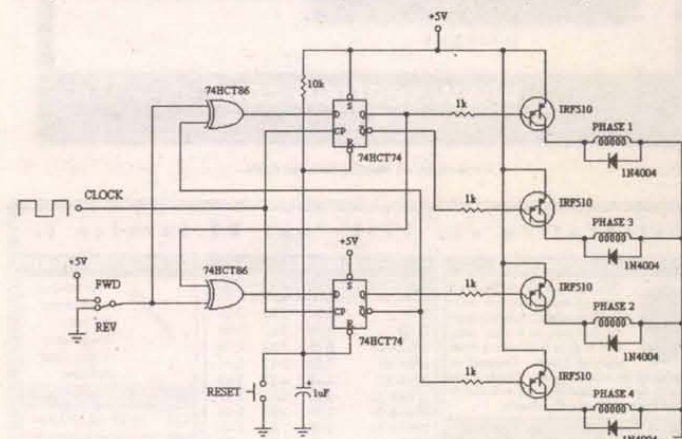 +5V
10k
74HCT86
S
1k
IRF510
D Q
PHASE 1
CP Q
R
1N4004
74HCT74
1k
IRF510
CLOCK
PHASE 3
+5V
1N4004
+5V
74HCT86
S
1k
IRF510
FWD
D Q
PHASE 2
CP Q
REV
R
1N4004
74HCT74
1k
IRF510
RESET
+
1uF
PHASE 4
1N4004